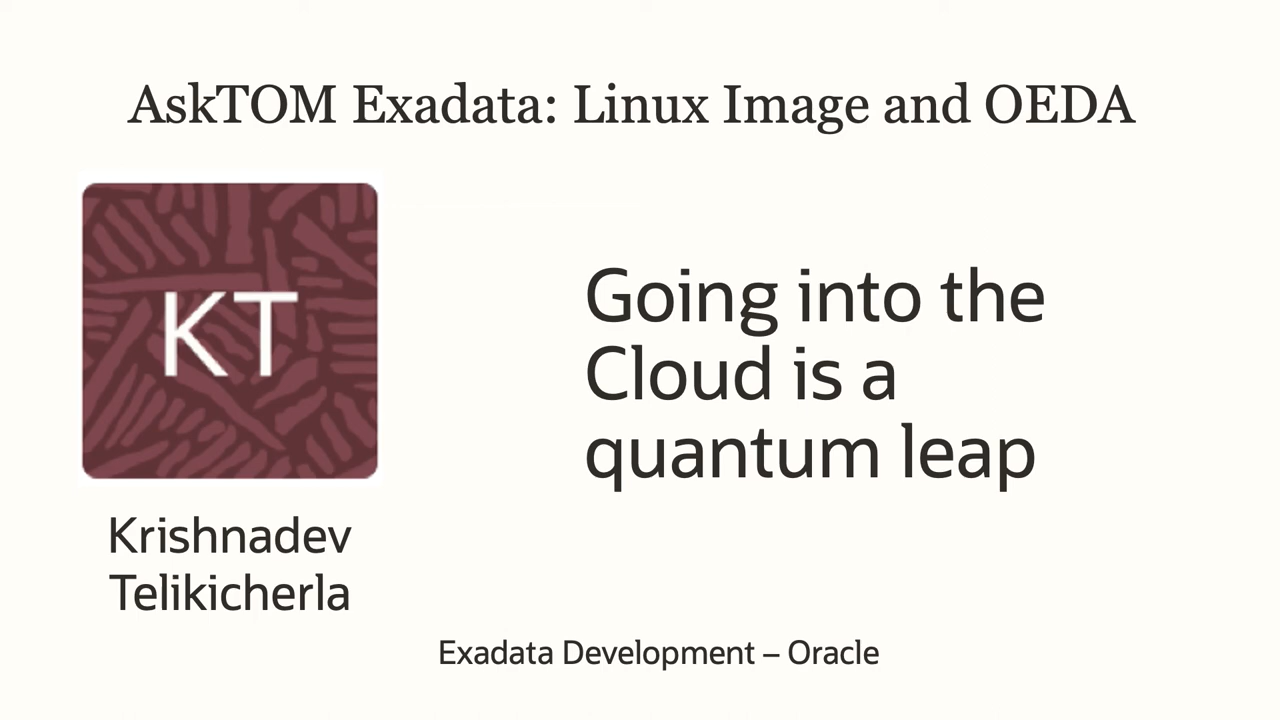 AskTOM Exadata: Linux Image and OEDA
KT
Going into the
Cloud is a
quantum leap
Krishnadev
Telikicherla
Exadata Development – Oracle